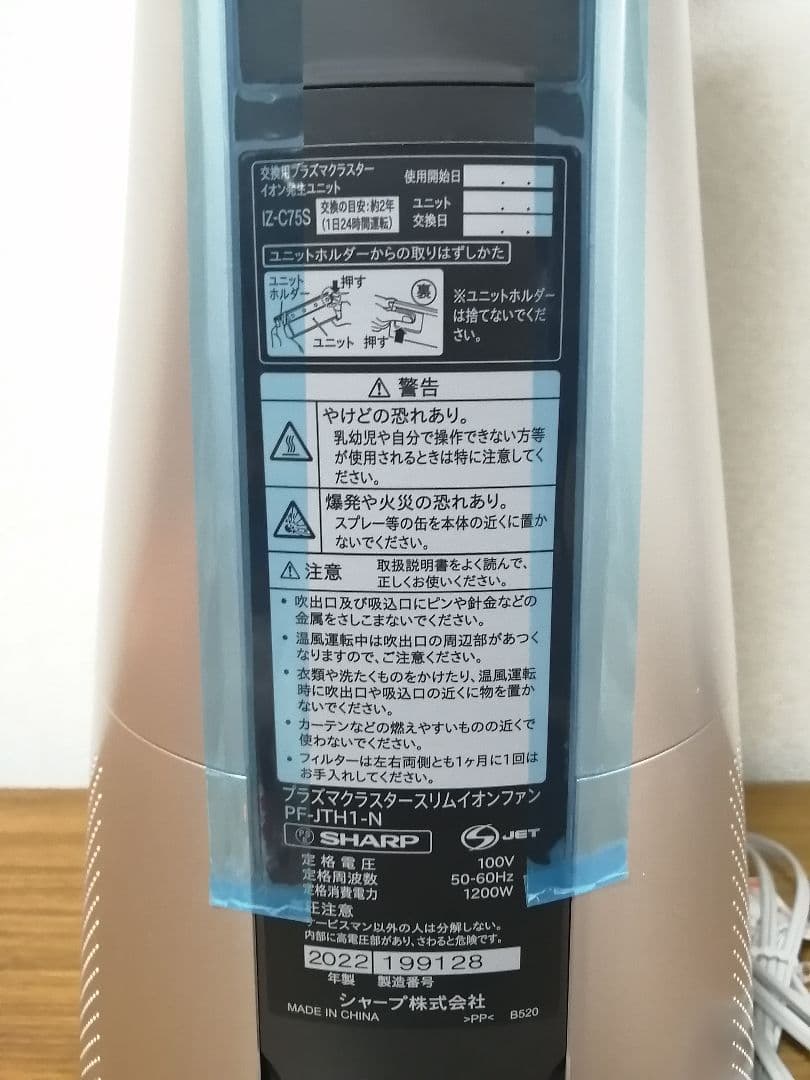 交換用プラズマクラスター
イオン発生ユニット
IZ-C75S
交換の目安:約2年
(1日24時間運転)
使用開始日 . .
ユニット . .
交換日 . .
ユニットホルダーからの取りはずしかた
ユニット
ホルダー
押す
ユニット
押す
裏
※ユニットホルダー
は捨てないでくだ
さい。
⚠ 警告
やけどの恐れあり。
乳幼児や自分で操作できない方等
が使用されるときは特に注意してく
ださい。
爆発や火災の恐れあり。
スプレー等の缶を本体の近くに置か
ないでください。
⚠ 注意
取扱説明書をよく読んで、
正しくお使いください。
• 吹出口及び吸込口にピンや針金などの
金属をさしこまないでください。
• 温風運転中は吹出口の周辺部があつく
なりますので、ご注意ください。
• 衣類や洗たくものをかけたり、温風運転
時に吹出口や吸込口の近くに物を置か
ないでください。
• カーテンなどの燃えやすいものの近くで
使わないでください。
• フィルターは左右両側とも1ヶ月に1回は
お手入れしてください。
プラズマクラスタースリムイオンファン
PF-JTH1-N
PSE SHARP
JET
定格電圧 100V
定格周波数 50-60Hz
定格消費電力 1200W
圧注意
サービスマン以外の人は分解しない。
内部に高電圧部があり、さわると危険です。
2022 199128
年製 製造番号
シャープ株式会社
MADE IN CHINA >PP< B520